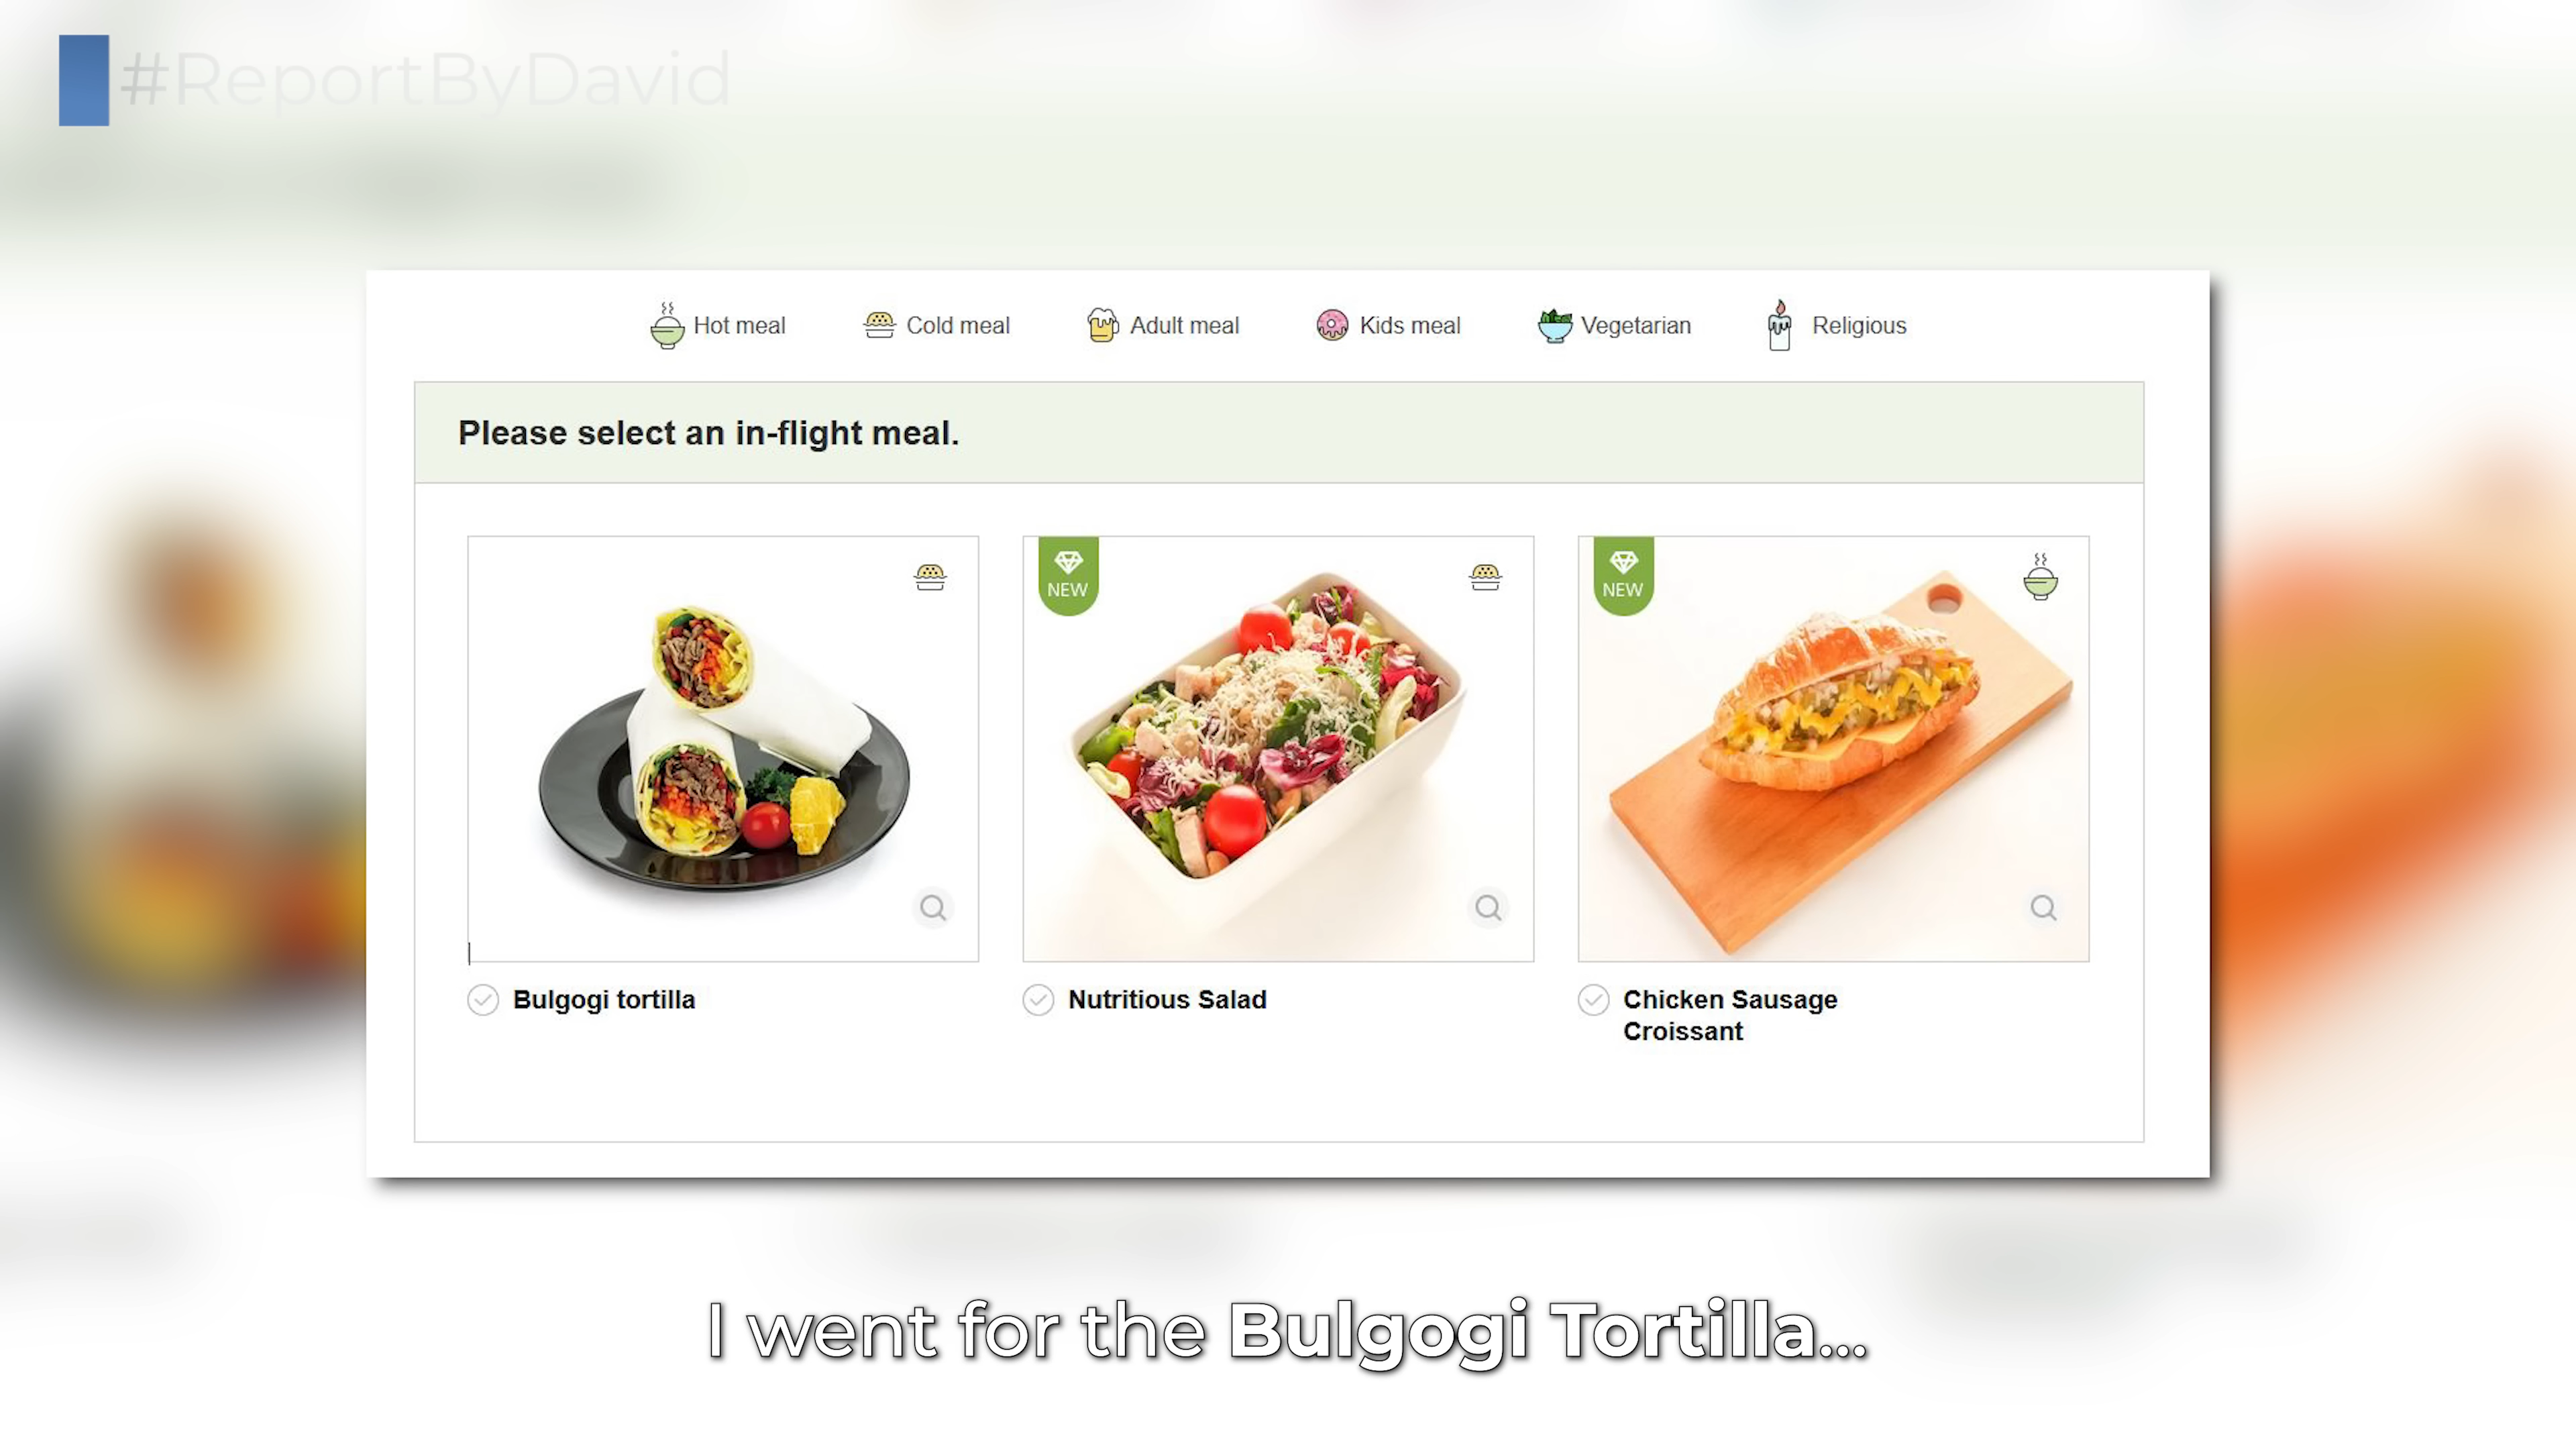 #ReportByDavid
Hot meal
Cold meal
Adult meal
Kids meal
Vegetarian
Religious
Please select an in-flight meal.
NEW
NEW
Bulgogi tortilla
Nutritious Salad
Chicken Sausage
Croissant
I went for the Bulgogi Tortilla...